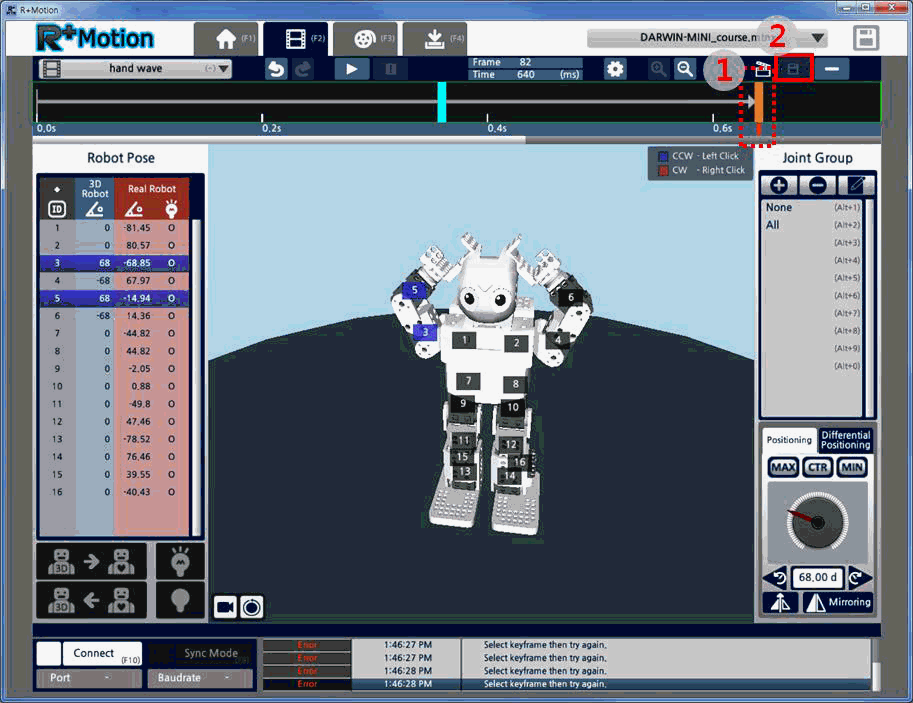 R+Motion
R+Motion
(F1)
(F2)
(F3)
(F4)
DARWIN-MINI_course.mtnx
2
hand wave
(-)
Frame 82
Time 640 (ms)
1
0.0s
0.2s
0.4s
0.6s
Robot Pose
3D Robot
Real Robot
ID
1 0 -81.45 O
2 0 80.57 O
3 68 -68.85 O
4 -68 67.97 O
5 68 -14.94 O
6 -68 14.36 O
7 0 -44.82 O
8 0 44.82 O
9 0 -2.05 O
10 0 0.88 O
11 0 -49.8 O
12 0 47.46 O
13 0 -78.52 O
14 0 76.46 O
15 0 39.55 O
16 0 -40.43 O
3D
3D
CCW - Left Click
CW - Right Click
5
6
3
1
2
4
7
8
9
10
11
12
15
16
13
14
Joint Group
None (Alt+1)
All (Alt+2)
(Alt+3)
(Alt+4)
(Alt+5)
(Alt+6)
(Alt+7)
(Alt+8)
(Alt+9)
(Alt+0)
Positioning
Differential
Positioning
MAX CTR MIN
68.00 d
Mirroring
Connect (F10)
Sync Mode (F9)
Port -
Baudrate -
Error 1:46:27 PM Select keyframe then try again.
Error 1:46:27 PM Select keyframe then try again.
Error 1:46:28 PM Select keyframe then try again.
Error 1:46:28 PM Select keyframe then try again.